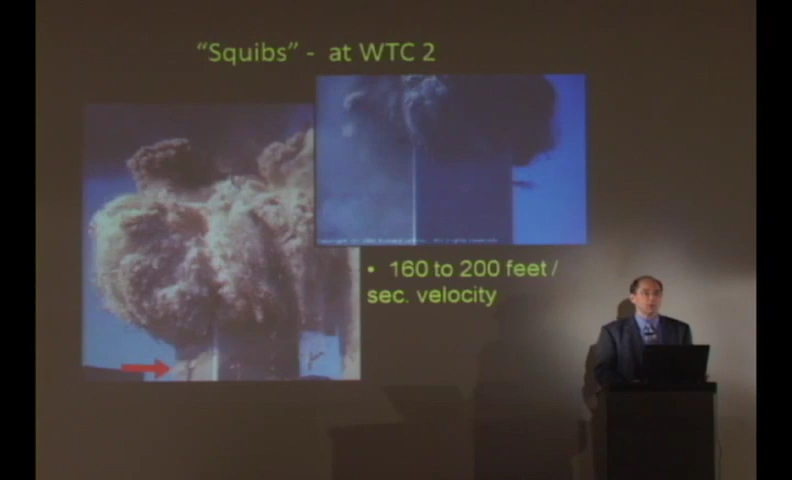 "Squibs" - at WTC 2
• 160 to 200 feet /
sec. velocity